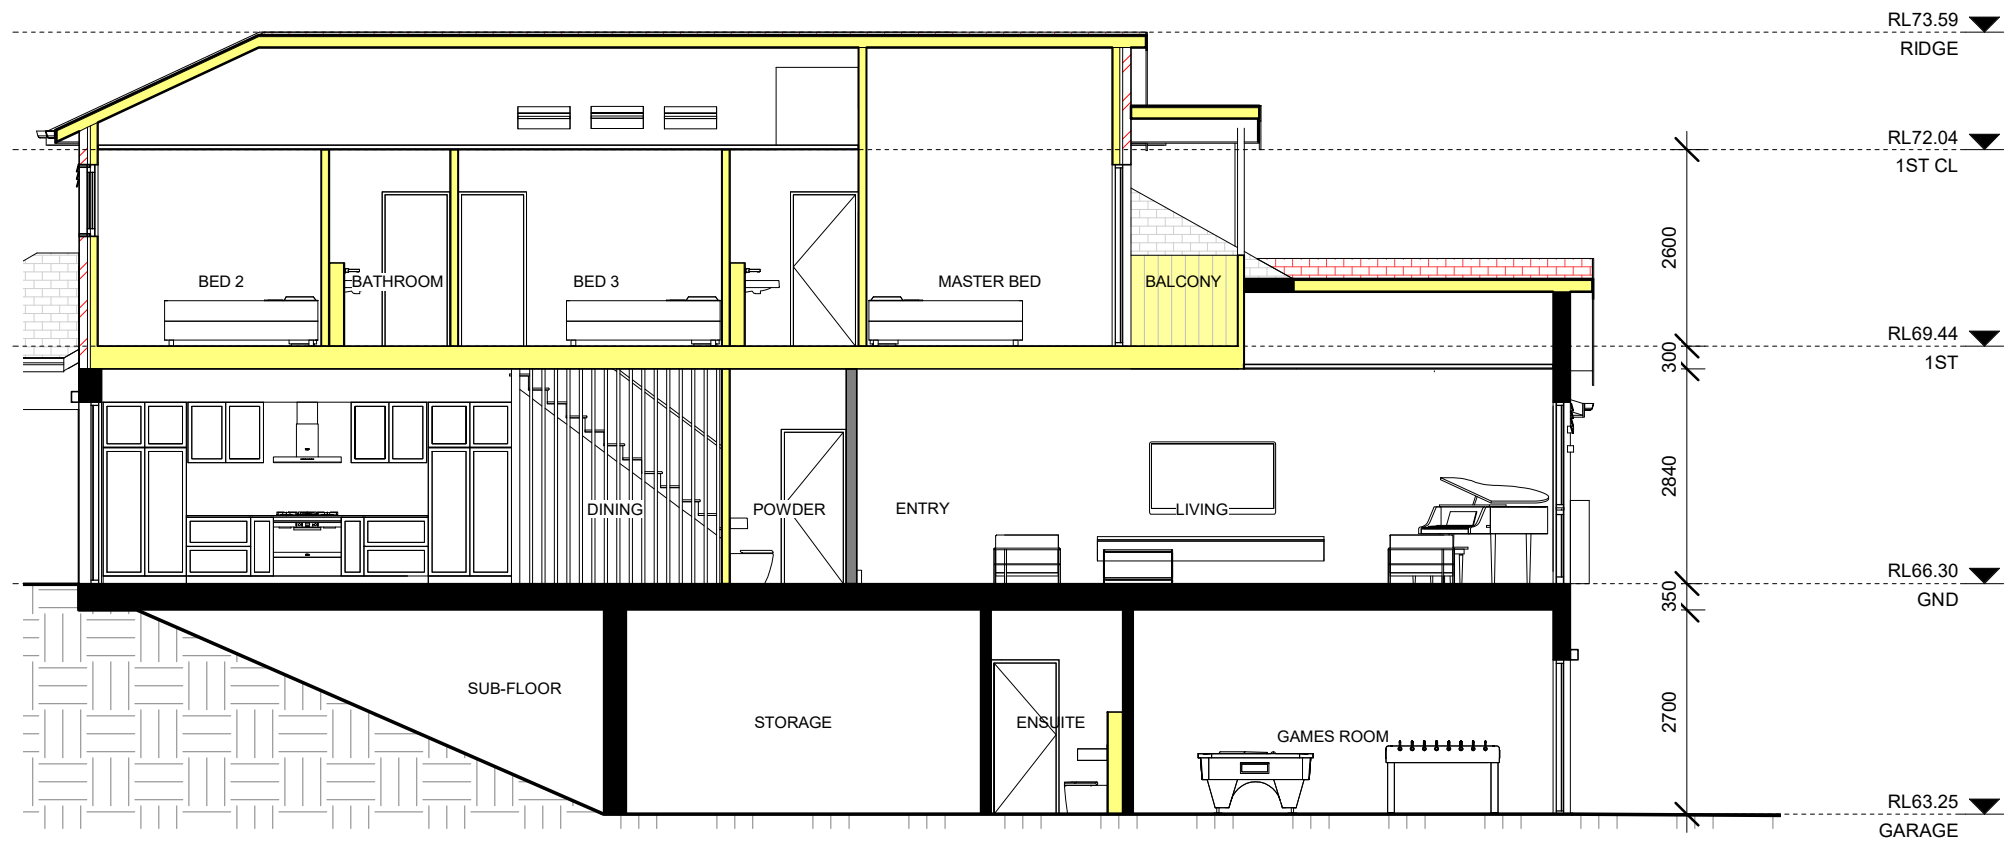 RL73.59
RIDGE
RL72.04
1ST CL
2600
BED 2
BATHROOM
BED 3
MASTER BED
BALCONY
RL69.44
1ST
300
2840
DINING
POWDER
ENTRY
LIVING
RL66.30
GND
350
SUB-FLOOR
STORAGE
ENSUITE
GAMES ROOM
2700
RL63.25
GARAGE